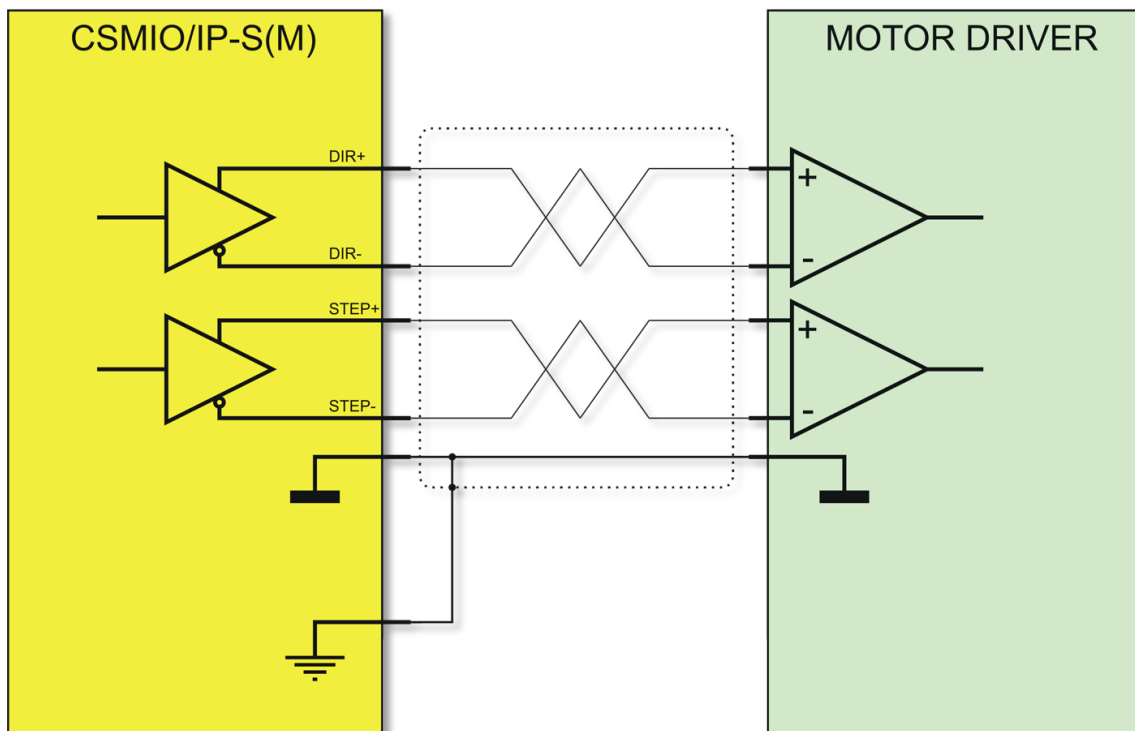 CSMIO/IP-S(M)
MOTOR DRIVER
DIR+
+
DIR-
-
STEP+
+
STEP-
-